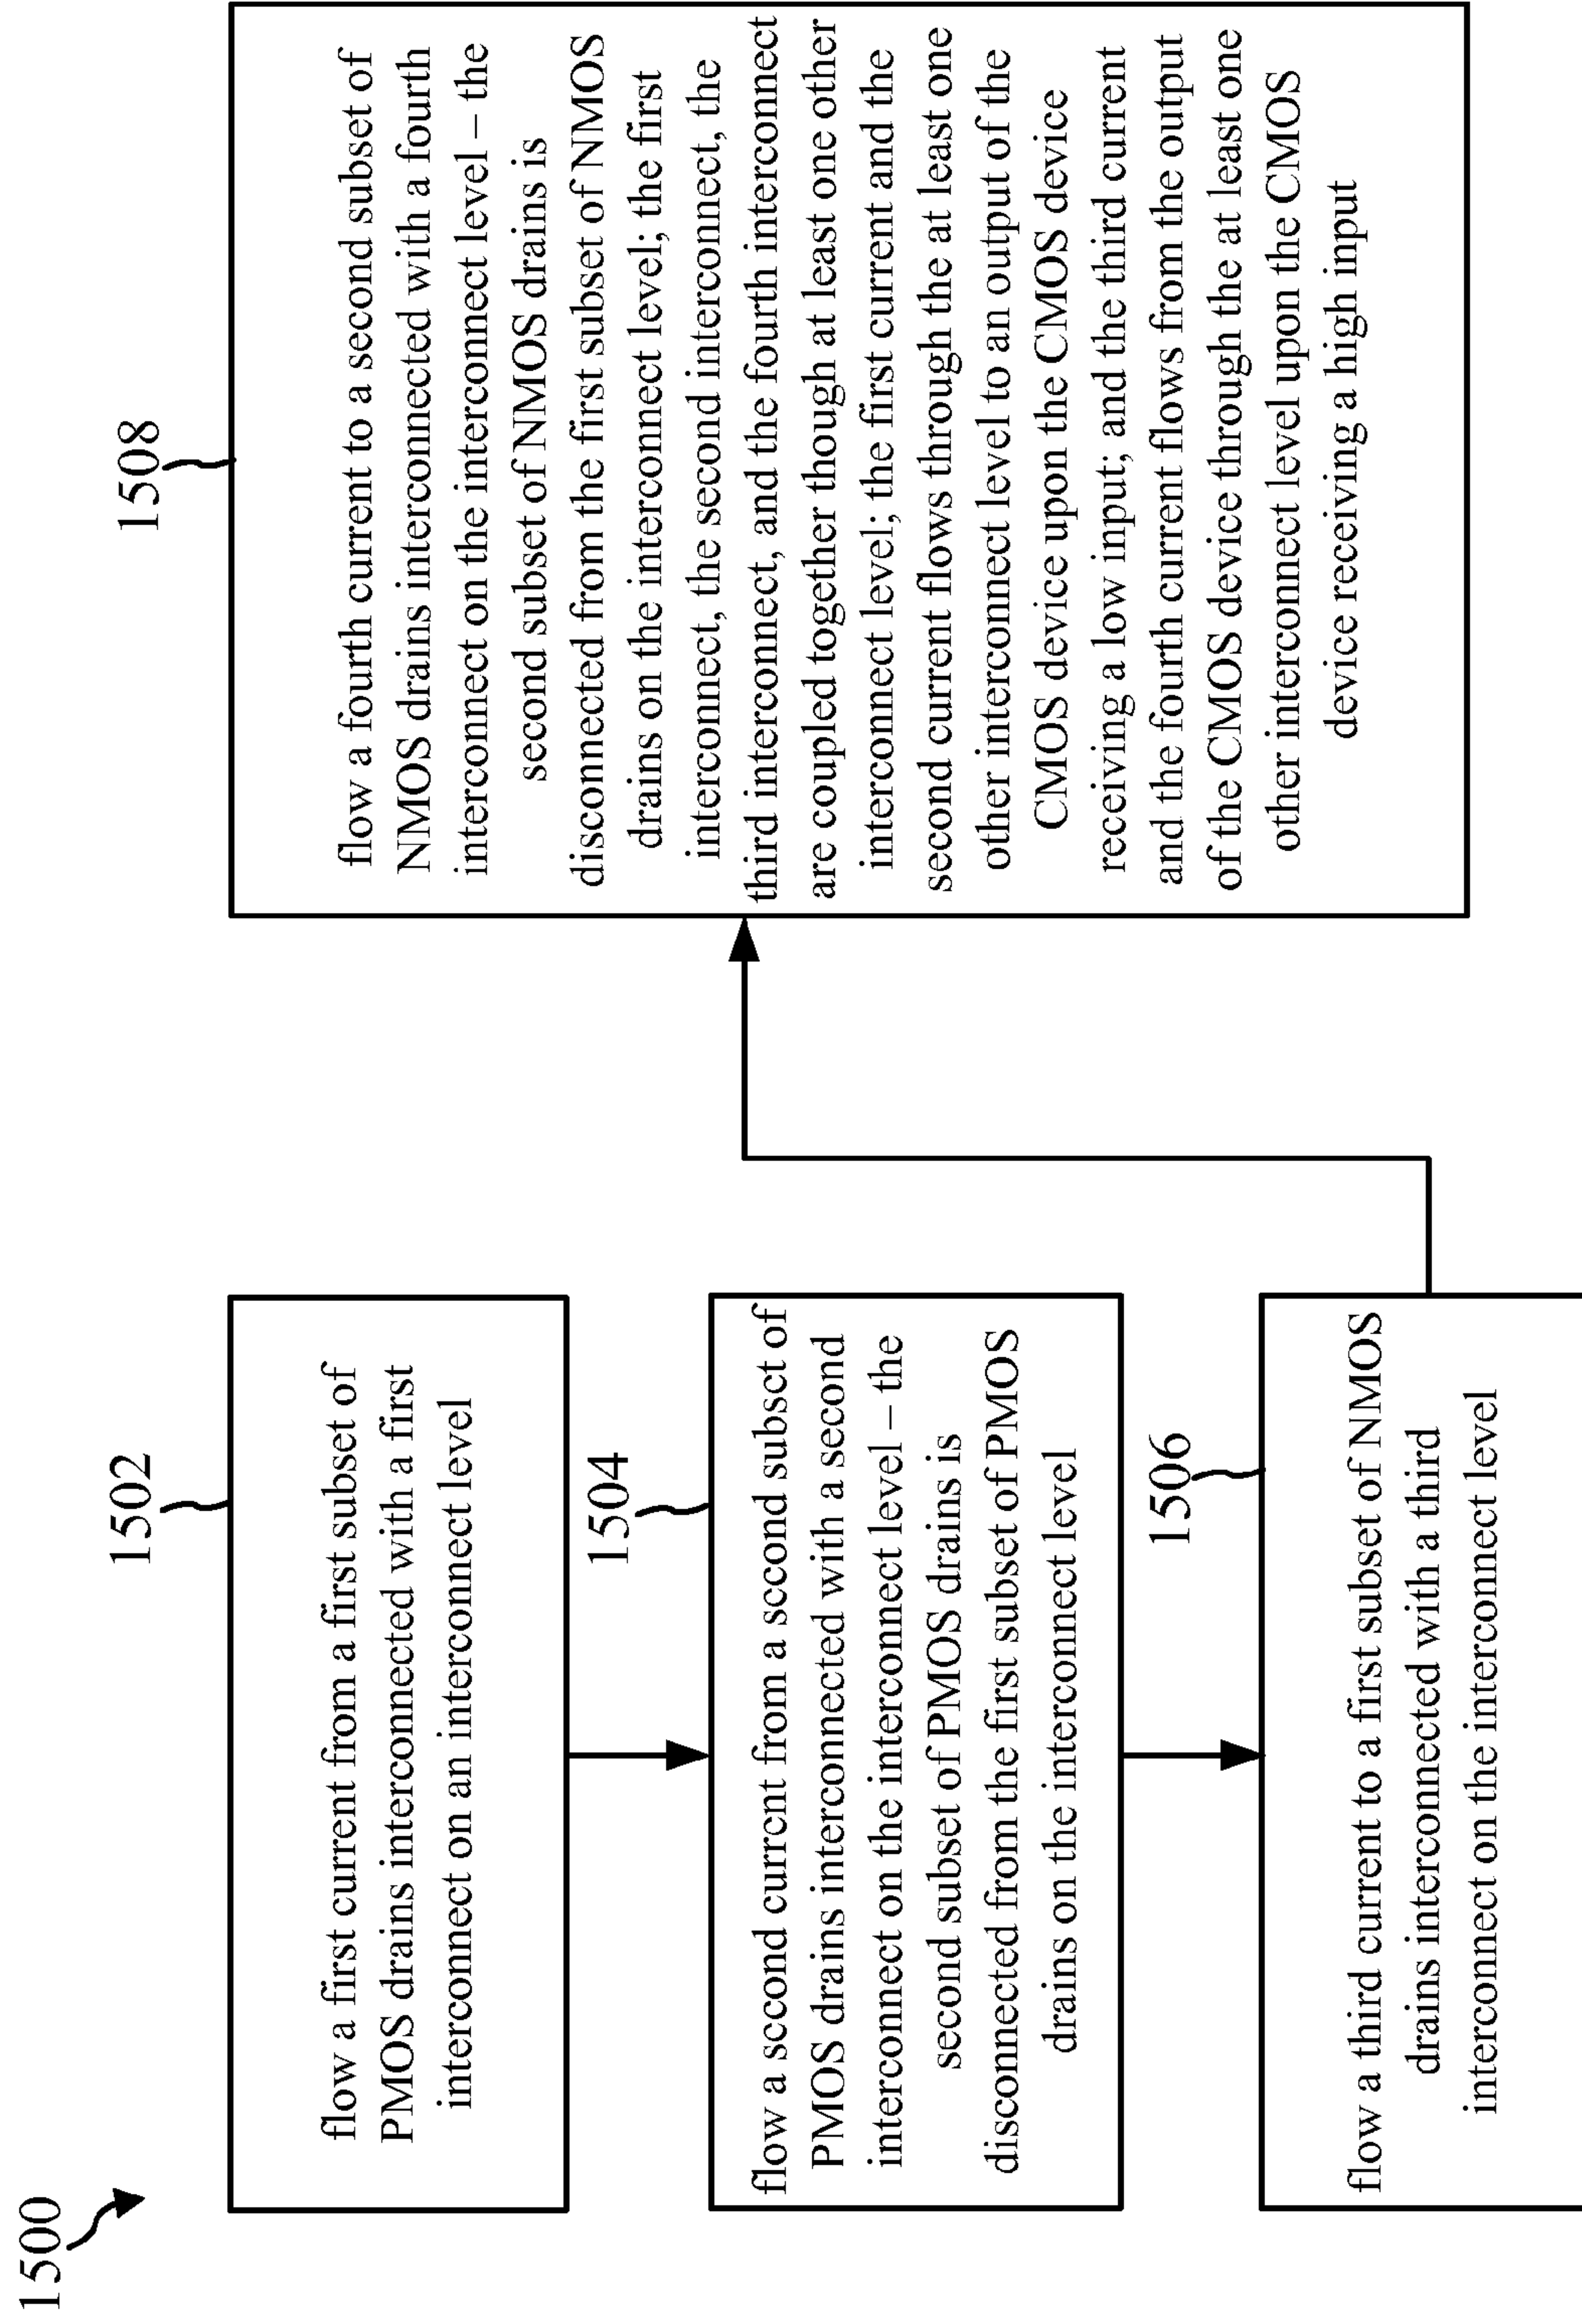 1500
1502
flow a first current from a first subset of
PMOS drains interconnected with a first
interconnect on an interconnect level
1504
flow a second current from a second subset of
PMOS drains interconnected with a second
interconnect on the interconnect level – the
second subset of PMOS drains is
disconnected from the first subset of PMOS
drains on the interconnect level
1506
flow a third current to a first subset of NMOS
drains interconnected with a third
interconnect on the interconnect level
1508
flow a fourth current to a second subset of
NMOS drains interconnected with a fourth
interconnect on the interconnect level – the
second subset of NMOS drains is
disconnected from the first subset of NMOS
drains on the interconnect level; the first
interconnect, the second interconnect, the
third interconnect, and the fourth interconnect
are coupled together though at least one other
interconnect level; the first current and the
second current flows through the at least one
other interconnect level to an output of the
CMOS device upon the CMOS device
receiving a low input; and the third current
and the fourth current flows from the output
of the CMOS device through the at least one
other interconnect level upon the CMOS
device receiving a high input